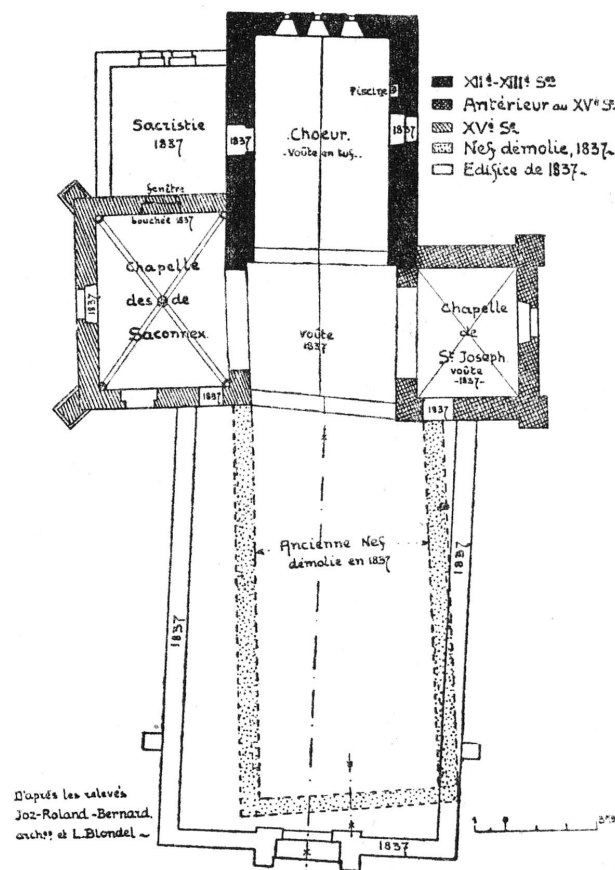 XIIᵉ-XIIIᵉ Sᵉˢ
Antérieur au XVᵉ Sᵉ
XVᵉ Sᵉ
Nef démolie, 1837
Edifice de 1837
Piscine
Sacristie
1837
1837
Choeur
Voûte en tuf
1837
fenêtre
bouchée 1837
Chapelle
des de
Saconnex
1837
1837
voûte
1837
Chapelle
de
Sᵗ Joseph
voûte
-1837-
1837
Ancienne Nef
démolie en 1837
1837
1837
D'après les relevés
Joz-Roland-Bernard,
archᵗᵉˢ et L. Blondel
1837